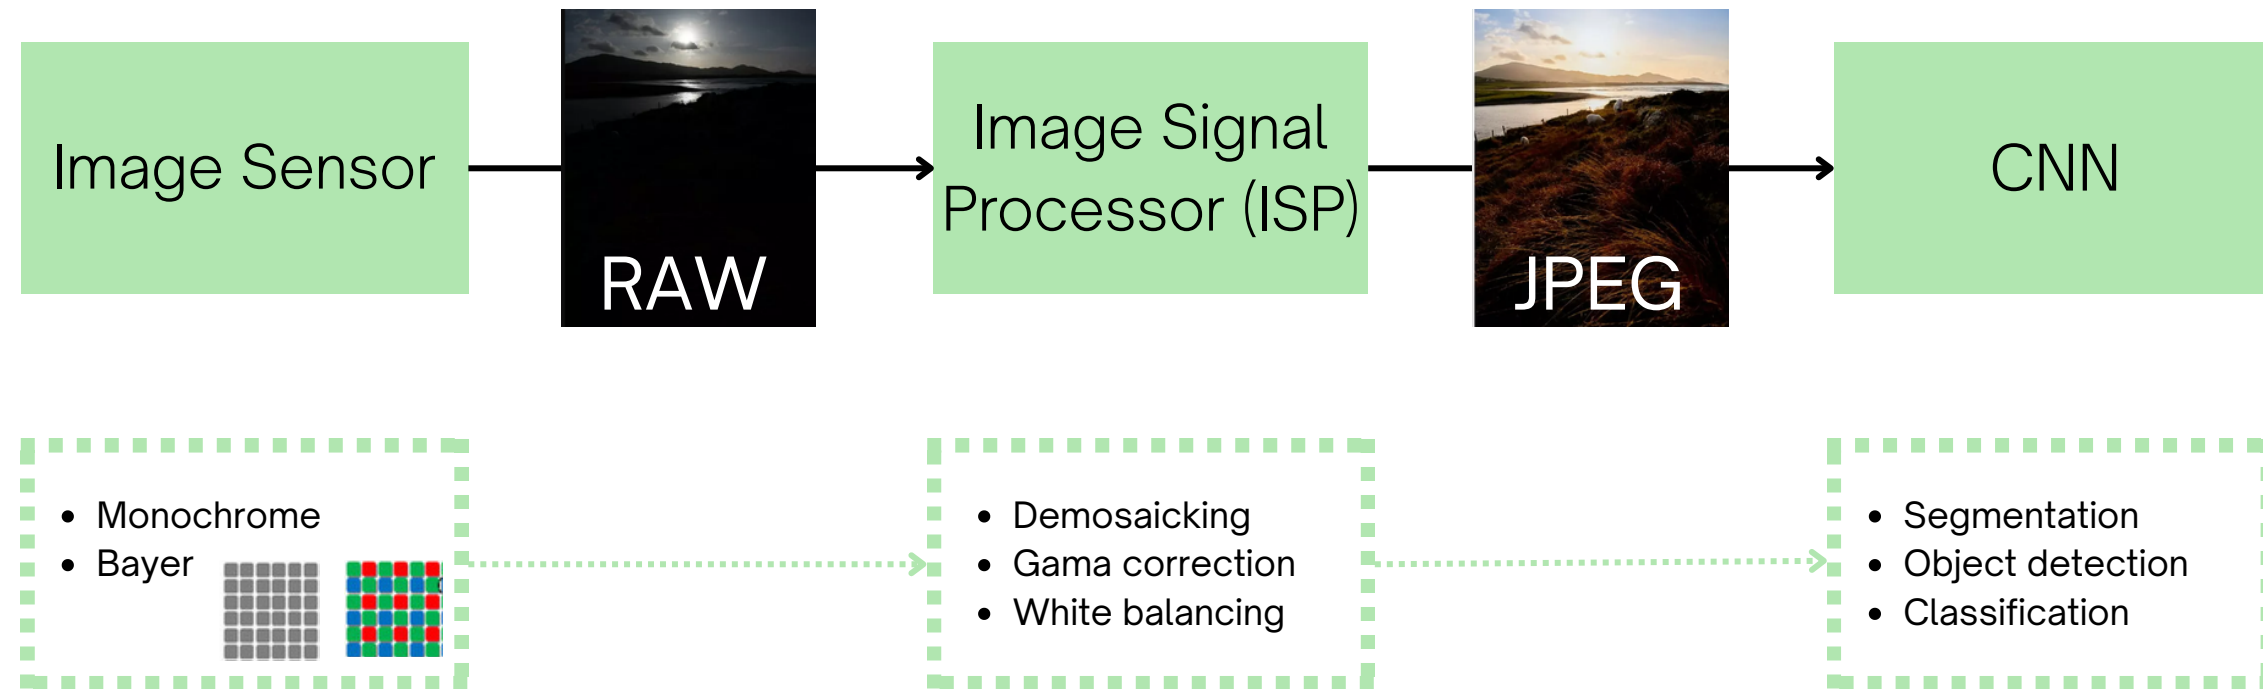 Image Sensor
RAW
Image Signal
Processor (ISP)
JPEG
CNN
• Monochrome
• Bayer
• Demosaicking
• Gama correction
• White balancing
• Segmentation
• Object detection
• Classification